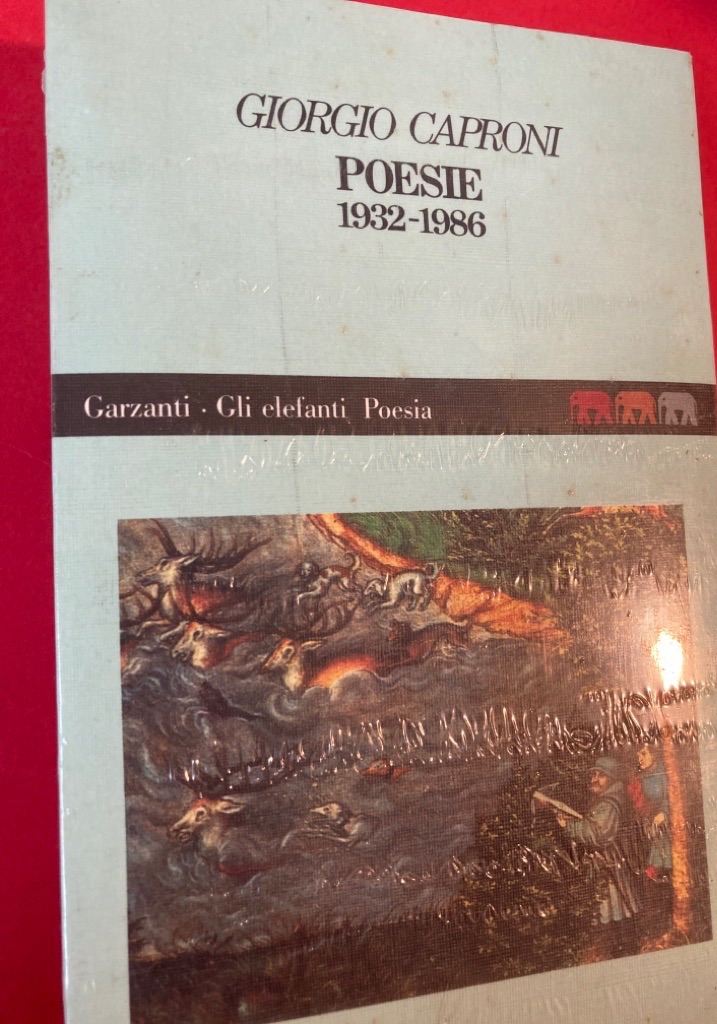 GIORGIO CAPRONI
POESIE
1932-1986
Garzanti · Gli elefanti Poesia